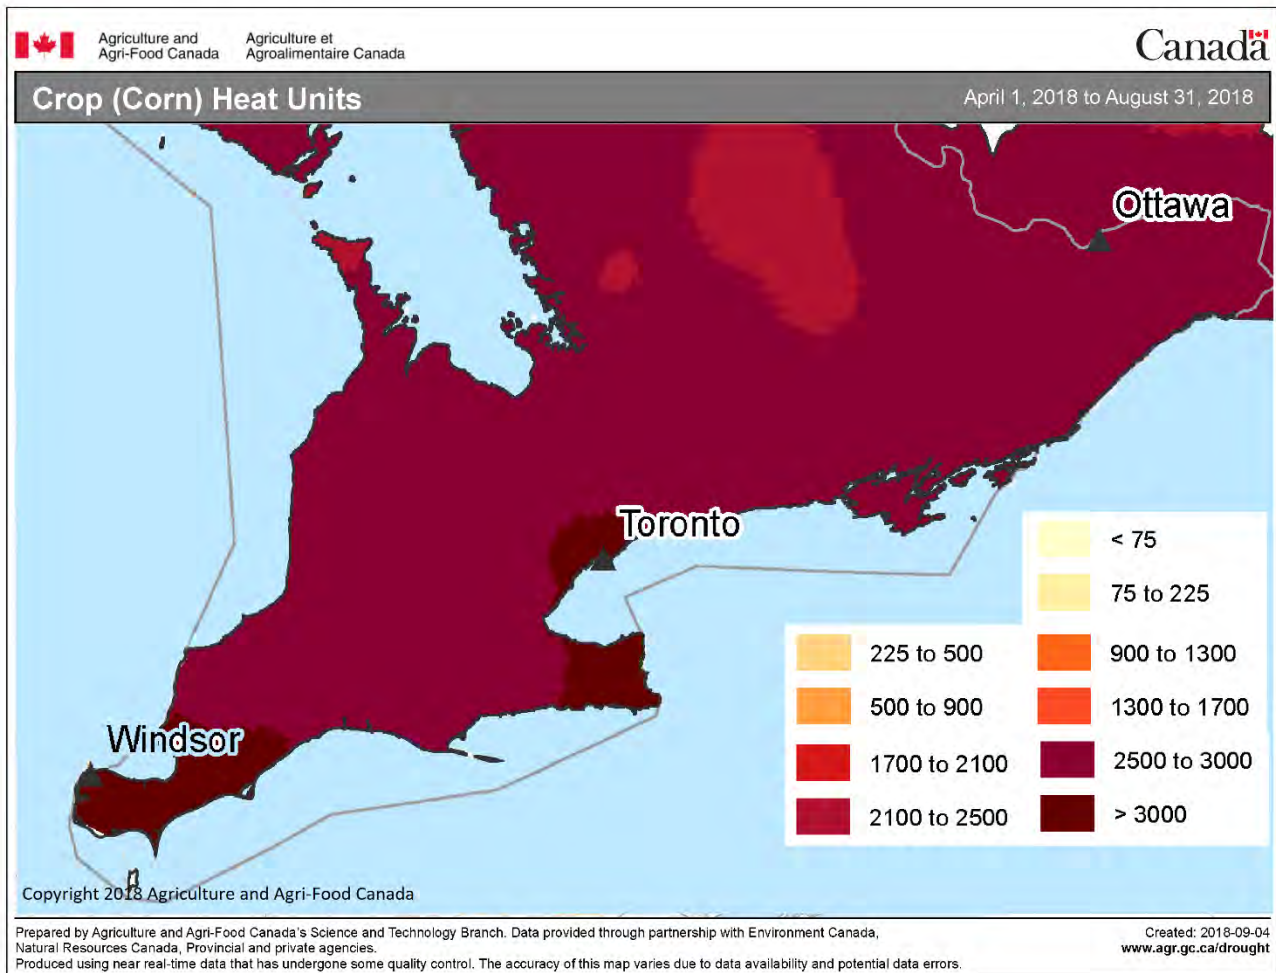 Agriculture and Agriculture et
Agri-Food Canada Agroalimentaire Canada
Canada
Crop (Corn) Heat Units
April 1, 2018 to August 31, 2018
Ottawa
Toronto
Windsor
< 75
75 to 225
225 to 500
900 to 1300
500 to 900
1300 to 1700
1700 to 2100
2500 to 3000
2100 to 2500
> 3000
Copyright 2018 Agriculture and Agri-Food Canada
Prepared by Agriculture and Agri-Food Canada's Science and Technology Branch. Data provided through partnership with Environment Canada,
Natural Resources Canada, Provincial and private agencies.
Produced using near real-time data that has undergone some quality control. The accuracy of this map varies due to data availability and potential data errors.
Created: 2018-09-04
www.agr.gc.ca/drought